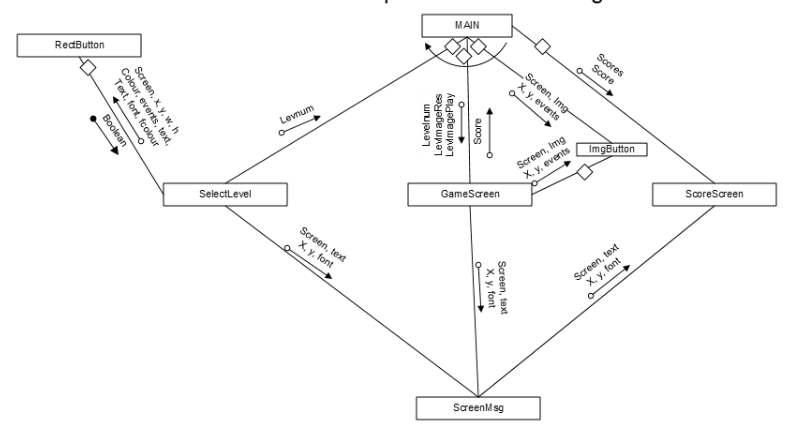 MAIN
RectButton
Screen, x, y, w, h
Colour, events, text,
Text, font, fcolour
Boolean
Levnum
Levelnum
LevImageRes
LevImagePlay
Score
Screen, Img
X, y, events
Scores
Score
ImgButton
Screen, Img
X, y, events
SelectLevel
GameScreen
ScoreScreen
Screen, text
X, y, font
Screen, text
X, y, font
Screen, text
X, y, font
ScreenMsg